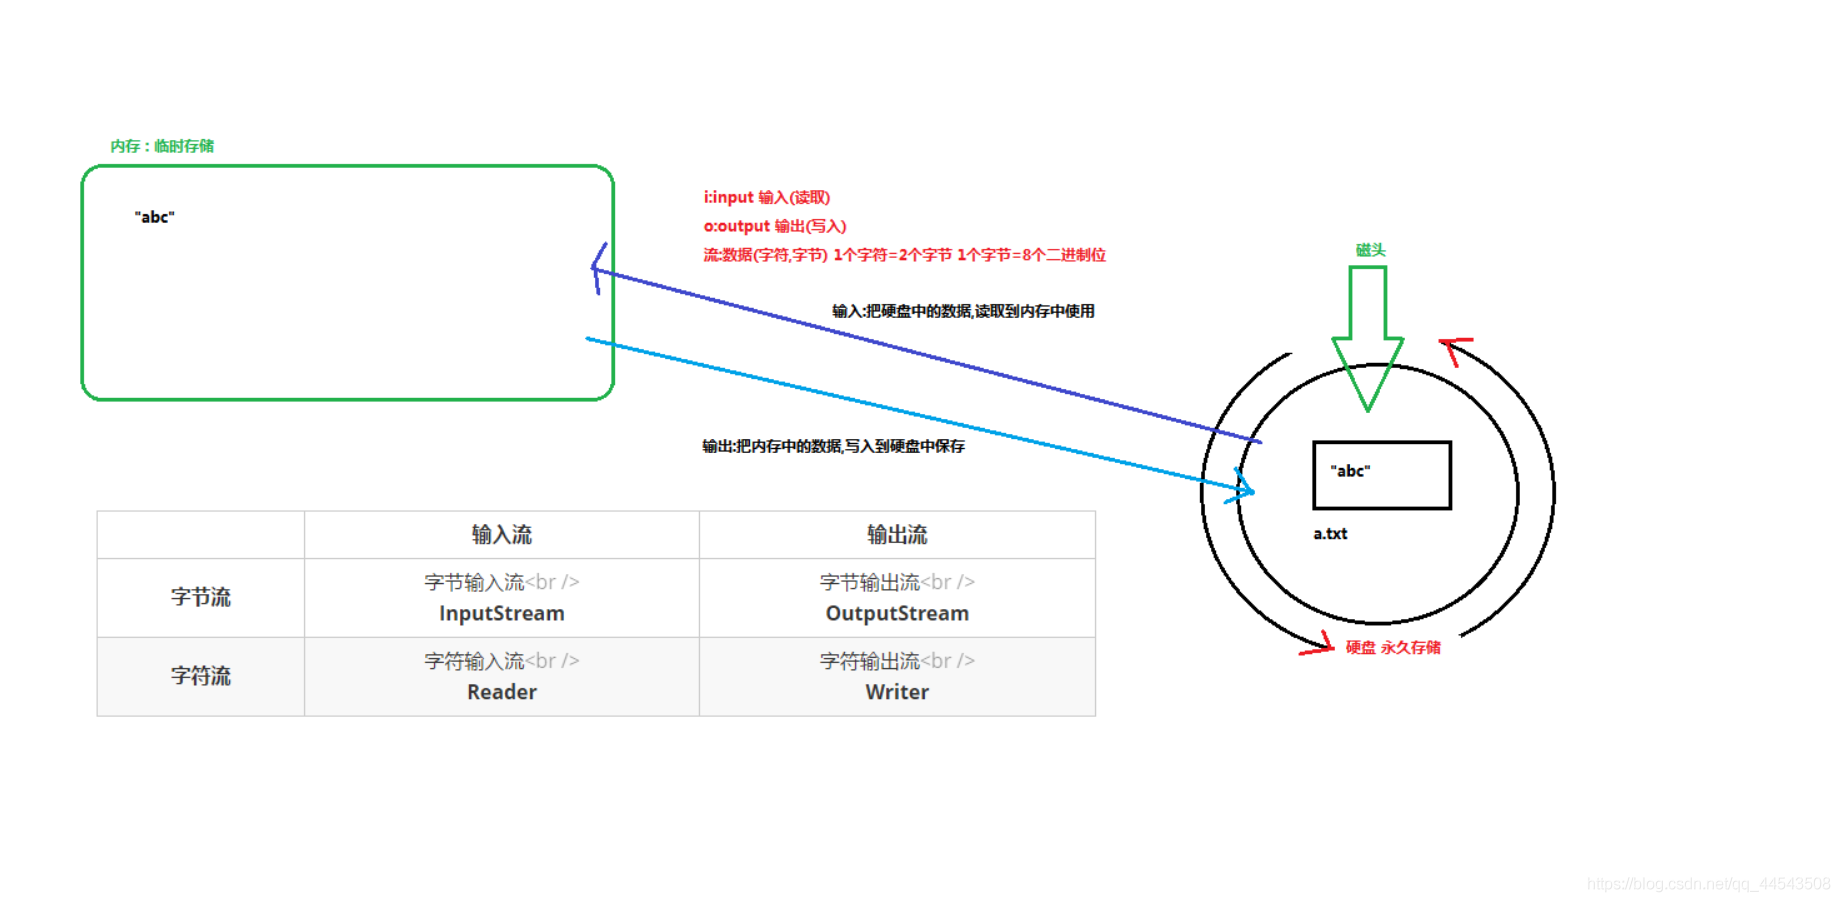 内存：临时存储
"abc"
i:input 输入(读取)
o:output 输出(写入)
流:数据(字符,字节) 1个字符=2个字节 1个字节=8个二进制位
磁头
输入:把硬盘中的数据,读取到内存中使用
输出:把内存中的数据,写入到硬盘中保存
"abc"
a.txt
硬盘 永久存储
输入流 输出流
字节流 字节输入流<br /> 字节输出流<br />
InputStream OutputStream
字符流 字符输入流<br /> 字符输出流<br />
Reader Writer
https://blog.csdn.net/qq_44543508